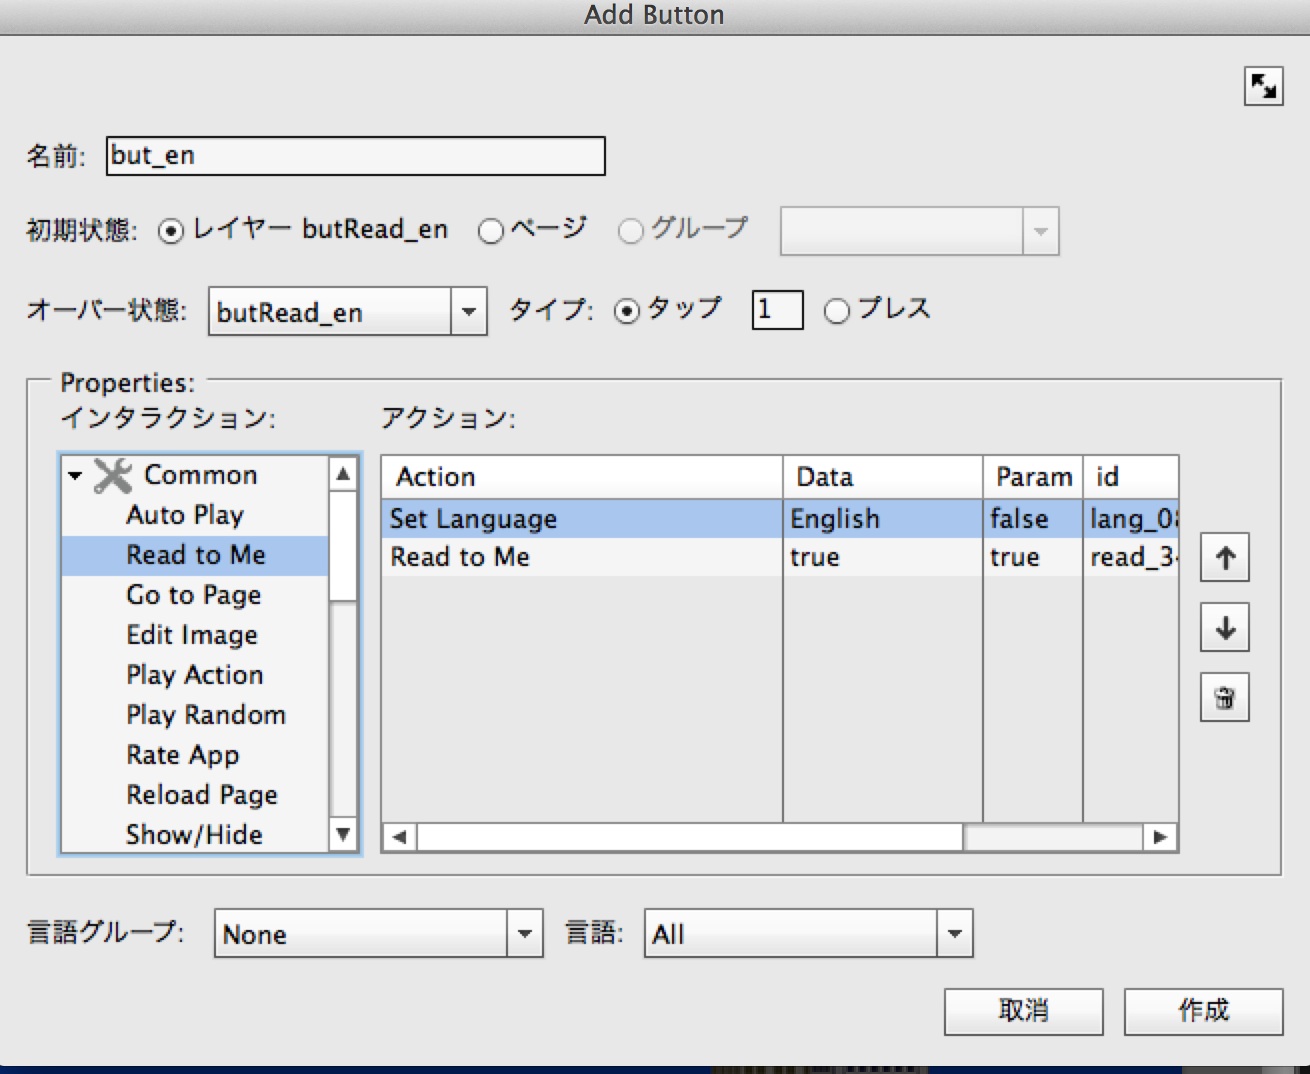 Add Button
名前: but_en
初期状態: レイヤー butRead_en ページ グループ
オーバー状態: butRead_en タイプ: タップ 1 プレス
Properties:
インタラクション: アクション:
Common
Auto Play
Read to Me
Go to Page
Edit Image
Play Action
Play Random
Rate App
Reload Page
Show/Hide
Action Data Param id
Set Language English false lang_0
Read to Me true true read_3
言語グループ: None 言語: All
取消 作成